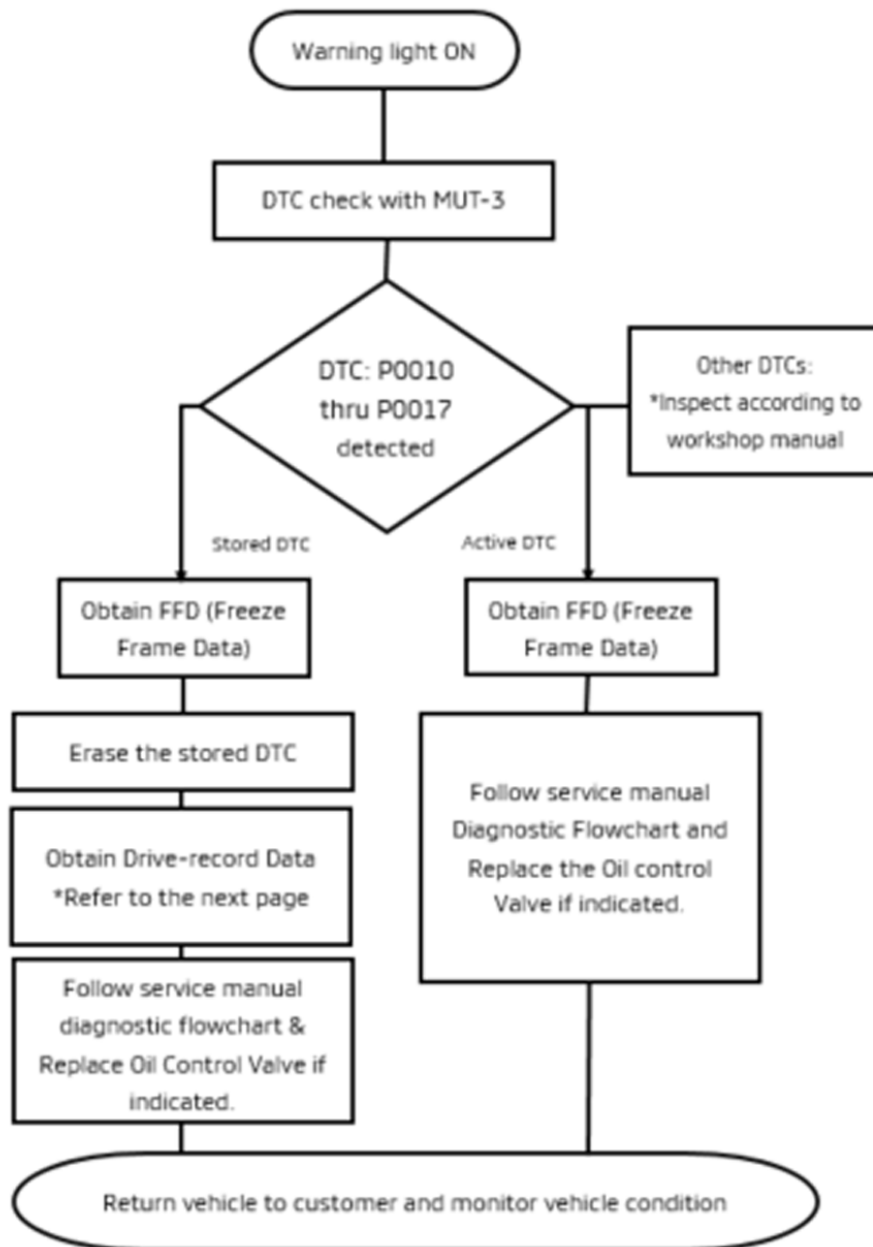 Warning light ON
DTC check with MUT-3
DTC: P0010
thru P0017
detected
Other DTCs:
*Inspect according to
workshop manual
Stored DTC
Active DTC
Obtain FFD (Freeze
Frame Data)
Obtain FFD (Freeze
Frame Data)
Erase the stored DTC
Obtain Drive-record Data
*Refer to the next page
Follow service manual
diagnostic flowchart &
Replace Oil Control Valve if
indicated.
Follow service manual
Diagnostic Flowchart and
Replace the Oil control
Valve if indicated.
Return vehicle to customer and monitor vehicle condition